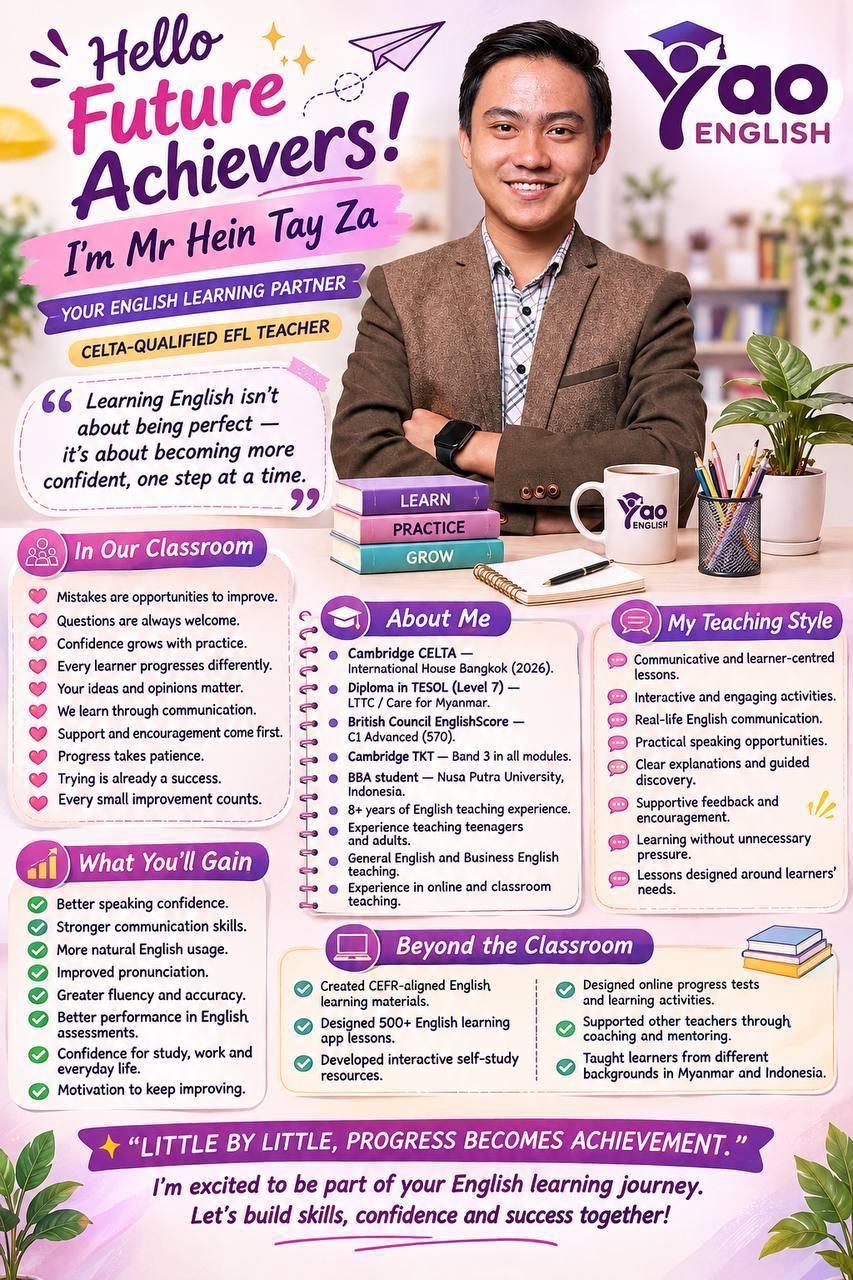 Hello
Future
Achievers!
I'm Mr Hein Tay Za
YOUR ENGLISH LEARNING PARTNER
CELTA-QUALIFIED EFL TEACHER
Yao
ENGLISH
“ Learning English isn't
about being perfect —
it's about becoming more
confident, one step at a time. ”
LEARN
PRACTICE
GROW
Yao
ENGLISH
In Our Classroom
Mistakes are opportunities to improve.
Questions are always welcome.
Confidence grows with practice.
Every learner progresses differently.
Your ideas and opinions matter.
We learn through communication.
Support and encouragement come first.
Progress takes patience.
Trying is already a success.
Every small improvement counts.
About Me
Cambridge CELTA —
International House Bangkok (2026).
Diploma in TESOL (Level 7) —
LTTC / Care for Myanmar.
British Council EnglishScore —
C1 Advanced (570).
Cambridge TKT — Band 3 in all modules.
BBA student — Nusa Putra University,
Indonesia.
8+ years of English teaching experience.
Experience teaching teenagers
and adults.
General English and Business English
teaching.
Experience in online and classroom
teaching.
My Teaching Style
Communicative and learner-centred
lessons.
Interactive and engaging activities.
Real-life English communication.
Practical speaking opportunities.
Clear explanations and guided
discovery.
Supportive feedback and
encouragement.
Learning without unnecessary
pressure.
Lessons designed around learners'
needs.
What You'll Gain
Better speaking confidence.
Stronger communication skills.
More natural English usage.
Improved pronunciation.
Greater fluency and accuracy.
Better performance in English
assessments.
Confidence for study, work and
everyday life.
Motivation to keep improving.
Beyond the Classroom
Created CEFR-aligned English
learning materials.
Designed 500+ English learning
app lessons.
Developed interactive self-study
resources.
Designed online progress tests
and learning activities.
Supported other teachers through
coaching and mentoring.
Taught learners from different
backgrounds in Myanmar and Indonesia.
“LITTLE BY LITTLE, PROGRESS BECOMES ACHIEVEMENT.”
I'm excited to be part of your English learning journey.
Let's build skills, confidence and success together!